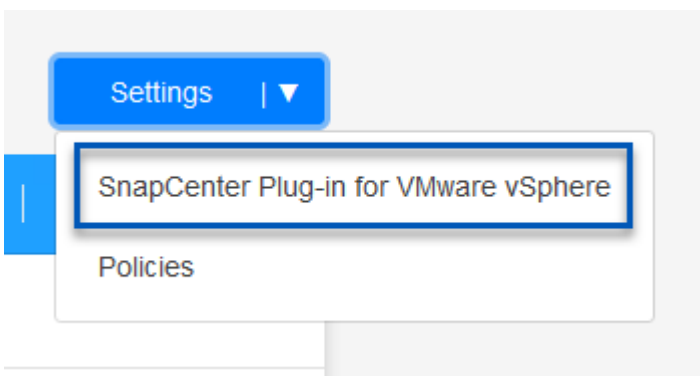 Settings | ▼
SnapCenter Plug-in for VMware vSphere
Policies